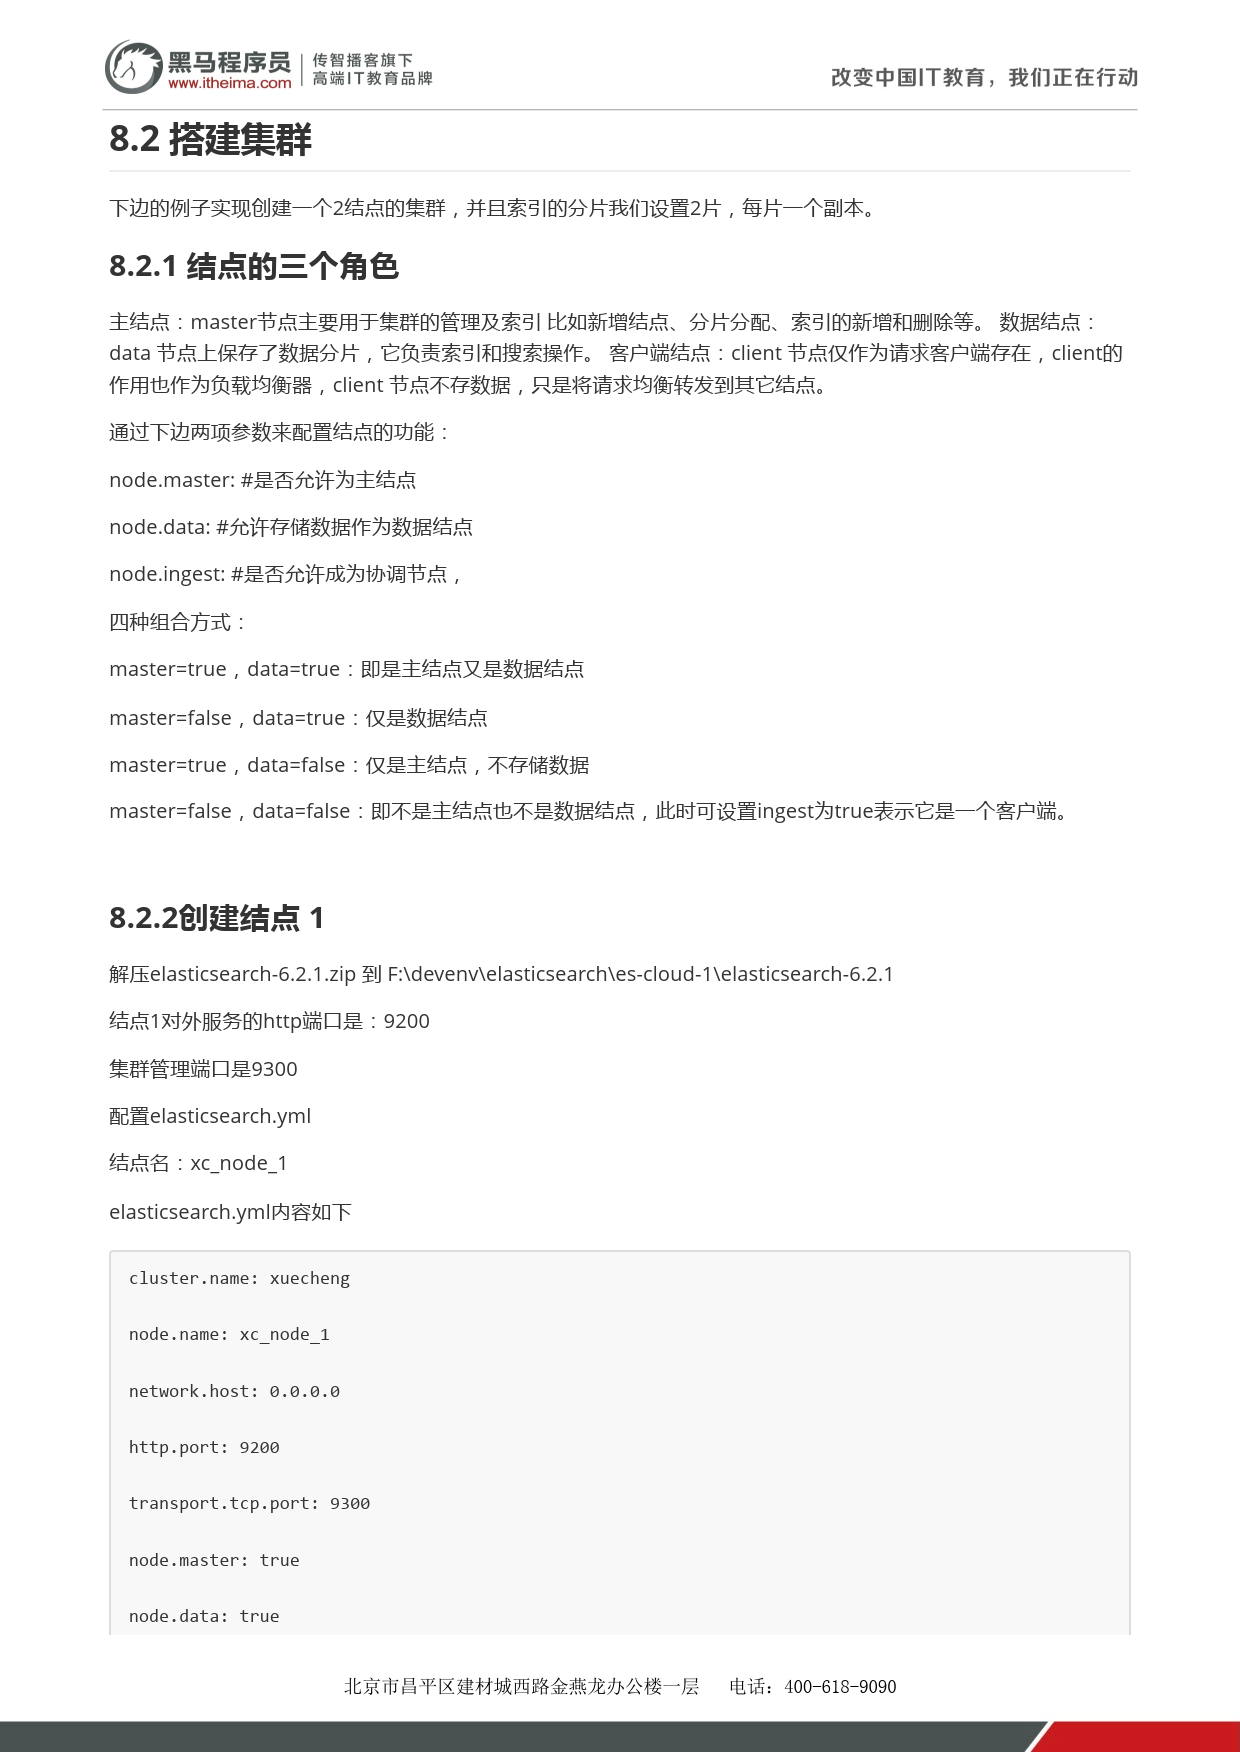 黑马程序员
www.itheima.com
传智播客旗下
高端IT教育品牌
改变中国IT教育，我们正在行动
8.2 搭建集群
下边的例子实现创建一个2结点的集群，并且索引的分片我们设置2片，每片一个副本。
8.2.1 结点的三个角色
主结点：master节点主要用于集群的管理及索引 比如新增结点、分片分配、索引的新增和删除等。 数据结点：
data 节点上保存了数据分片，它负责索引和搜索操作。 客户端结点：client 节点仅作为请求客户端存在，client的
作用也作为负载均衡器，client 节点不存数据，只是将请求均衡转发到其它结点。
通过下边两项参数来配置结点的功能：
node.master: #是否允许为主结点
node.data: #允许存储数据作为数据结点
node.ingest: #是否允许成为协调节点，
四种组合方式：
master=true，data=true：即是主结点又是数据结点
master=false，data=true：仅是数据结点
master=true，data=false：仅是主结点，不存储数据
master=false，data=false：即不是主结点也不是数据结点，此时可设置ingest为true表示它是一个客户端。
8.2.2创建结点 1
解压elasticsearch-6.2.1.zip 到 F:\devenv\elasticsearch\es-cloud-1\elasticsearch-6.2.1
结点1对外服务的http端口是：9200
集群管理端口是9300
配置elasticsearch.yml
结点名：xc_node_1
elasticsearch.yml内容如下
cluster.name: xuecheng
node.name: xc_node_1
network.host: 0.0.0.0
http.port: 9200
transport.tcp.port: 9300
node.master: true
node.data: true
北京市昌平区建材城西路金燕龙办公楼一层 电话：400-618-9090